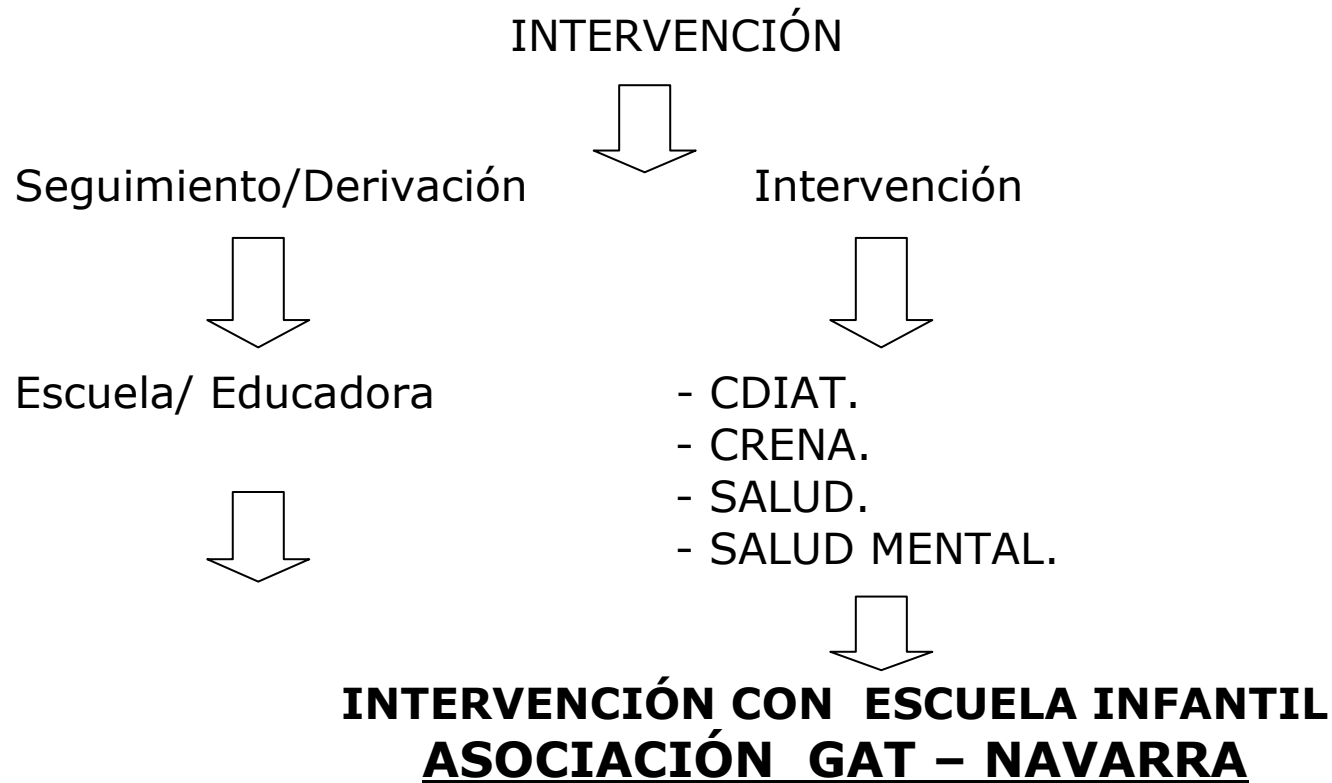 INTERVENCIÓN
Seguimiento/Derivación
Intervención
Escuela/ Educadora
- CDIAT.
- CRENA.
- SALUD.
- SALUD MENTAL.
INTERVENCIÓN CON ESCUELA INFANTIL
ASOCIACIÓN GAT – NAVARRA